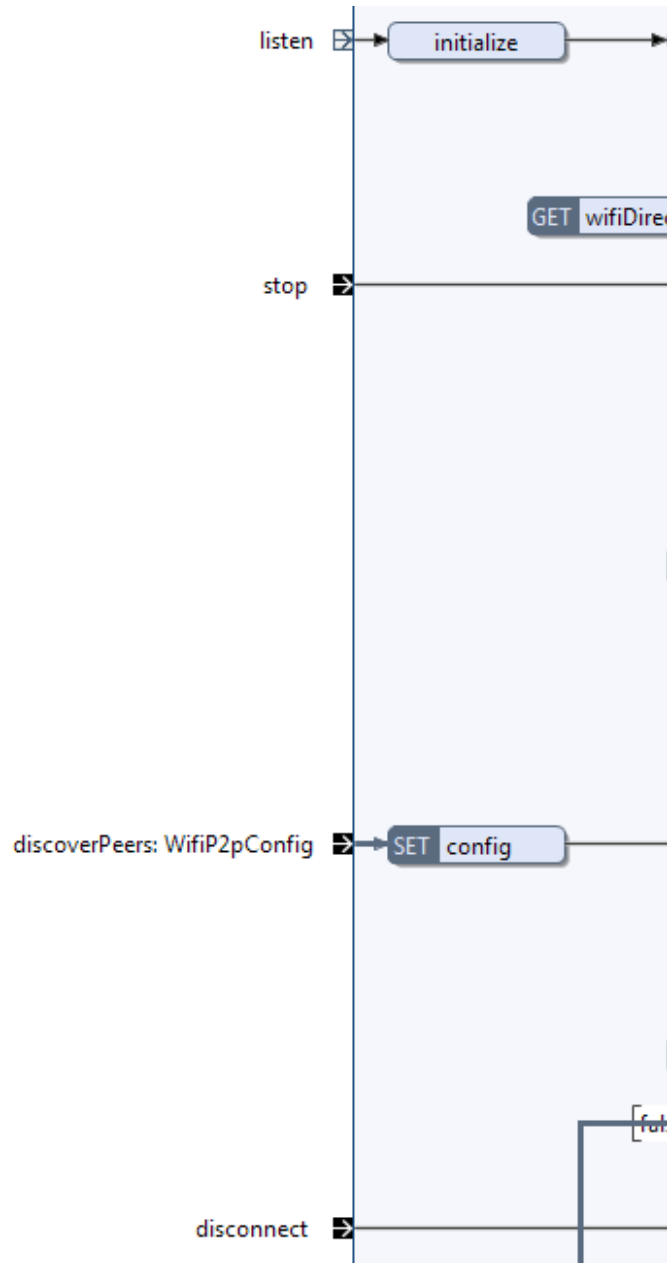 listen
initialize
GET
stop
discoverPeers: WifiP2pConfig
SET config
disconnect